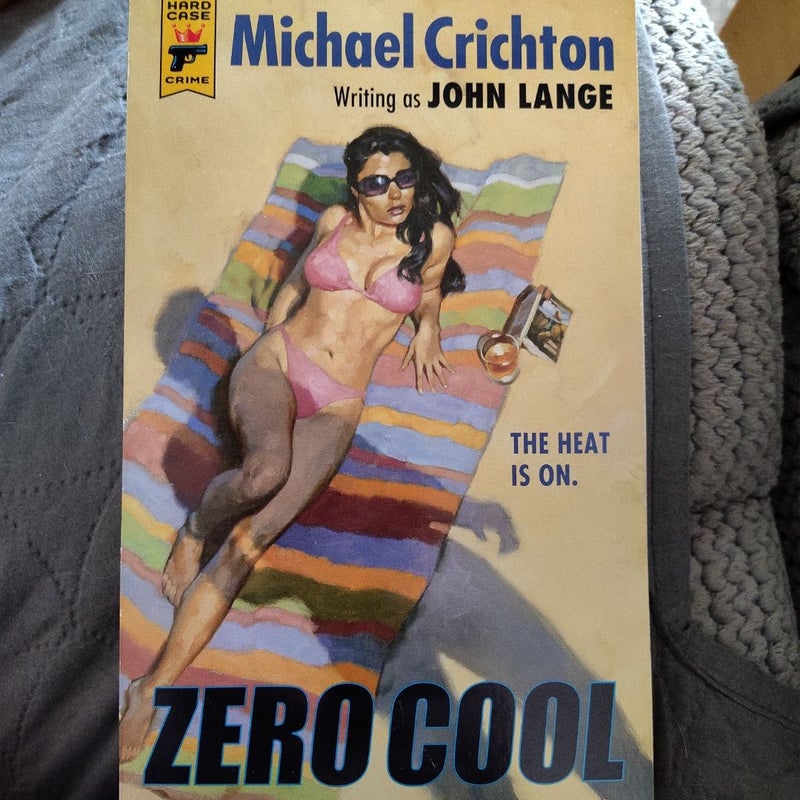 HARD
CASE
CRIME
Michael Crichton
Writing as JOHN LANGE
THE HEAT
IS ON.
ZERO COOL